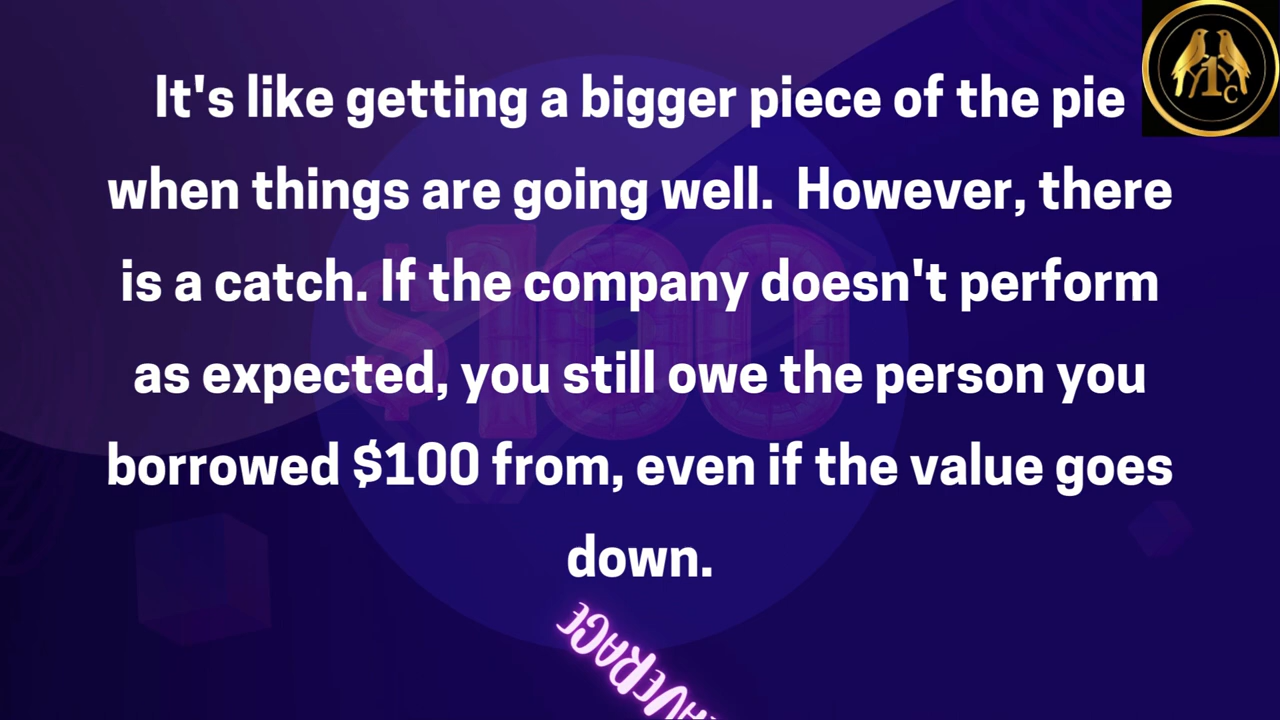 It's like getting a bigger piece of the pie
when things are going well. However, there
is a catch. If the company doesn't perform
as expected, you still owe the person you
borrowed $100 from, even if the value goes
down.
$100
1
C